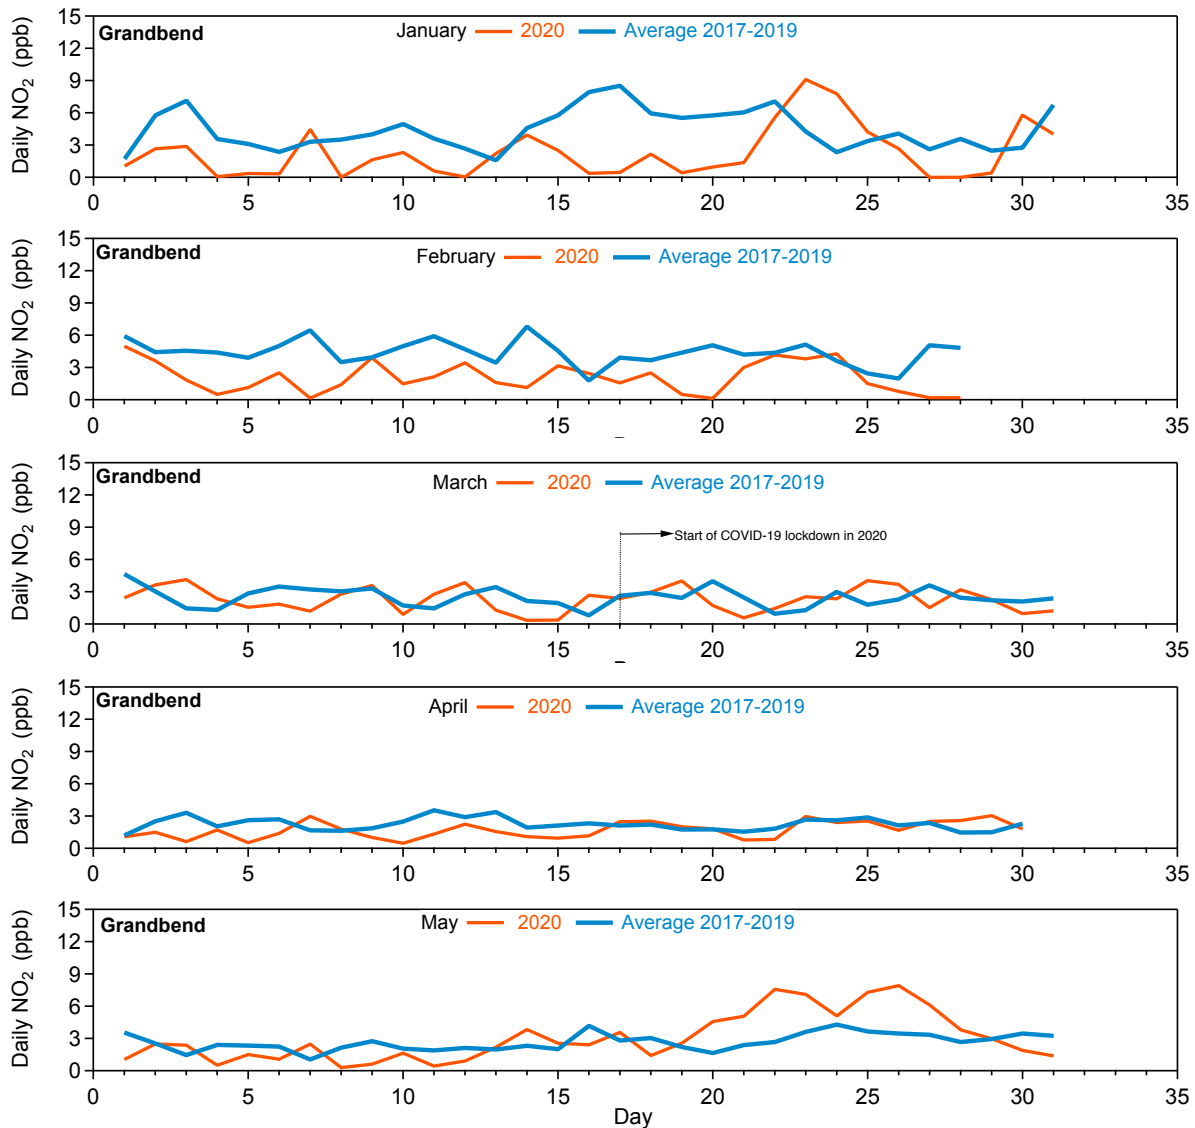 Grandbend January 2020 Average 2017-2019
Daily NO2 (ppb)
15
12
9
6
3
0
0 5 10 15 20 25 30 35
Grandbend February 2020 Average 2017-2019
Daily NO2 (ppb)
15
12
9
6
3
0
0 5 10 15 20 25 30 35
Grandbend March 2020 Average 2017-2019
Daily NO2 (ppb)
15
12
9
6
3
0
Start of COVID-19 lockdown in 2020
0 5 10 15 20 25 30 35
Grandbend April 2020 Average 2017-2019
Daily NO2 (ppb)
15
12
9
6
3
0
0 5 10 15 20 25 30 35
Grandbend May 2020 Average 2017-2019
Daily NO2 (ppb)
15
12
9
6
3
0
0 5 10 15 20 25 30 35
Day